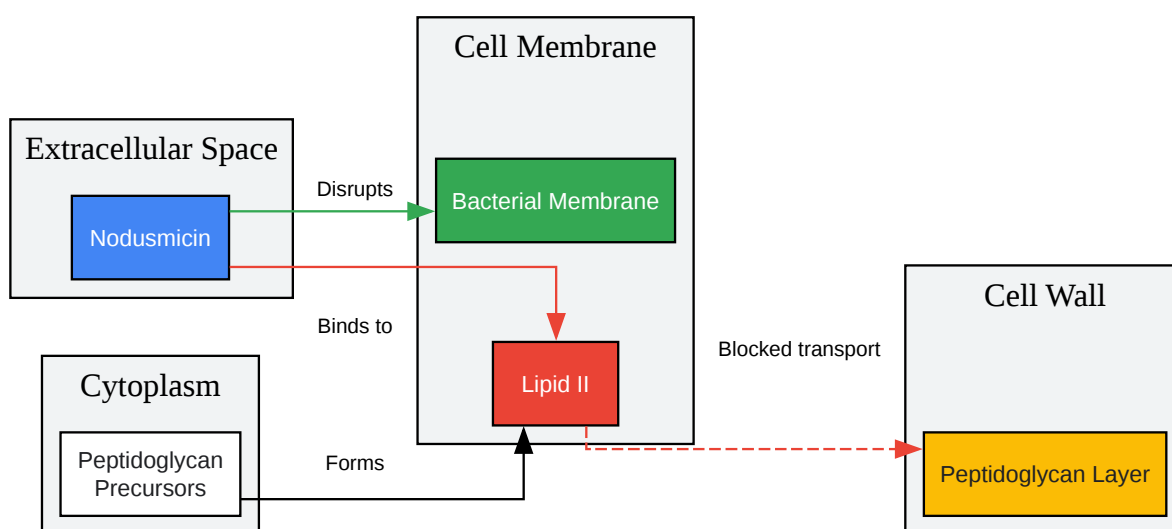 Cell Membrane
Extracellular Space
Disrupts
Bacterial Membrane
Nodusmicin
Cell Wall
Binds to
Blocked transport
Lipid II
Cytoplasm
Peptidoglycan
Precursors
Forms
Peptidoglycan Layer